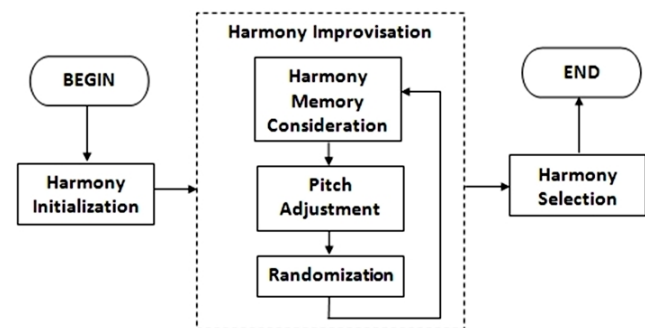 BEGIN
Harmony
Initialization
Harmony Improvisation
Harmony
Memory
Consideration
Pitch
Adjustment
Randomization
Harmony
Selection
END